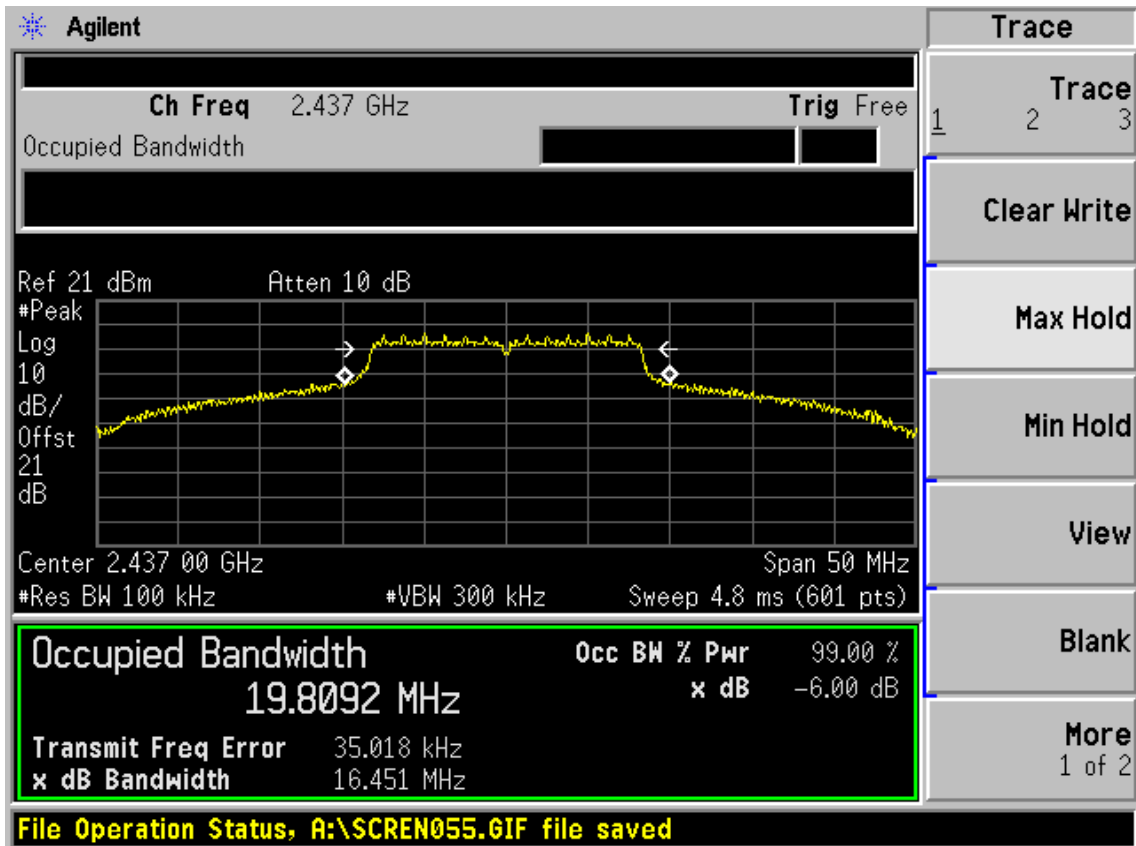 Agilent
Trace
Ch Freq 2.437 GHz Trig Free
Occupied Bandwidth
Trace
1 2 3
Clear Write
Max Hold
Min Hold
View
Blank
More
1 of 2
Ref 21 dBm Atten 10 dB
#Peak
Log
10
dB/
Offst
21
dB
Center 2.437 00 GHz Span 50 MHz
#Res BW 100 kHz #VBW 300 kHz Sweep 4.8 ms (601 pts)
Occupied Bandwidth
19.8092 MHz
Occ BW % Pwr 99.00 %
x dB -6.00 dB
Transmit Freq Error 35.018 kHz
x dB Bandwidth 16.451 MHz
File Operation Status, A:\SCREN055.GIF file saved